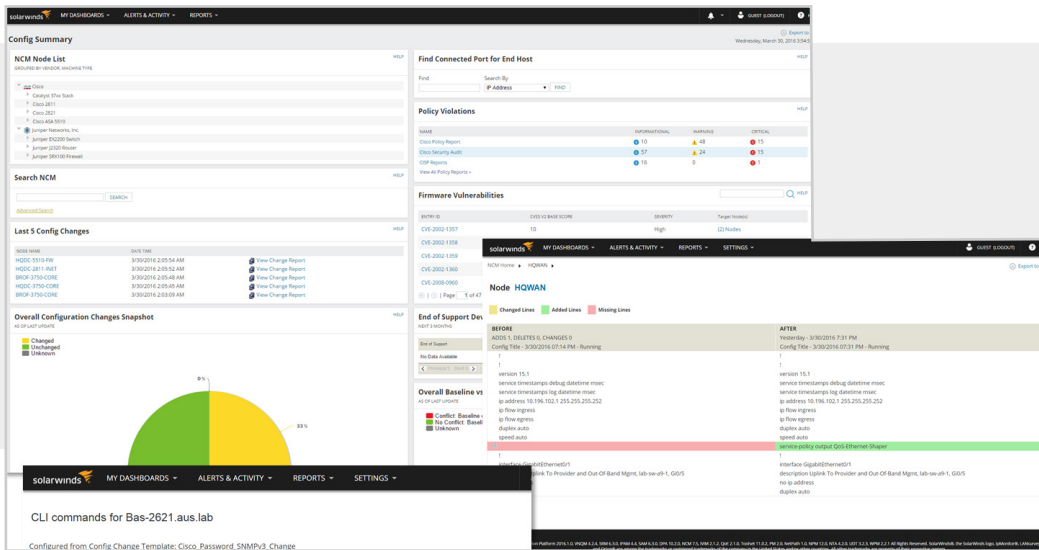 solarwinds MY DASHBOARDS ALERTS & ACTIVITY REPORTS GUEST (LOGOUT)
Config Summary
Export to
Wednesday, March 30, 2016 3:54:5
NCM Node List HELP
GROUPED BY VENDOR, MACHINE TYPE
Cisco
Catalyst 37xx Stack
Cisco 2811
Cisco 2821
Cisco ASA 5510
Juniper Networks, Inc.
Juniper EX2200 Switch
Juniper J2320 Router
Juniper SRX100 Firewall
Search NCM HELP
SEARCH
Advanced Search
Last 5 Config Changes HELP
NODE NAME DATE TIME
HQDC-5510-FW 3/30/2016 2:05:54 AM View Change Report
HQDC-2811-INET 3/30/2016 2:05:52 AM View Change Report
BROF-3750-CORE 3/30/2016 2:05:48 AM View Change Report
HQDC-3750-CORE 3/30/2016 2:05:45 AM View Change Report
BROF-3750-CORE 3/30/2016 2:03:09 AM View Change Report
Overall Configuration Changes Snapshot HELP
AS OF LAST UPDATE
Changed
Unchanged
Unknown
0 %
33 %
Find Connected Port for End Host HELP
Find Search By
IP Address FIND
Policy Violations HELP
NAME INFORMATIONAL WARNING CRITICAL
Cisco Policy Report 10 48 15
Cisco Security Audit 57 24 15
CISP Reports 16 0 1
View All Policy Reports »
Firmware Vulnerabilities HELP
ENTRY ID CVSS V2 BASE SCORE SEVERITY Target Node(s)
CVE-2002-1357 10 High (2) Nodes
CVE-2002-1358
CVE-2002-1359
CVE-2002-1360
CVE-2008-0960
Page 1 of 47
End of Support Dev
NEXT 3 MONTHS
End of Support
No Data Available
Previous 0 Next 0
Overall Baseline vs
AS OF LAST UPDATE
Conflict: Baseline
No Conflict: Baseli
Unknown
solarwinds MY DASHBOARDS ALERTS & ACTIVITY REPORTS SETTINGS GUEST (LOGOUT)
NCM Home HQWAN Export to
Node HQWAN
Changed Lines Added Lines Missing Lines
BEFORE
ADDS 1, DELETES 0, CHANGES 0
Config Title - 3/30/2016 07:14 PM - Running
!
!
version 15.1
service timestamps debug datetime msec
service timestamps log datetime msec
ip address 10.196.102.1 255.255.255.252
ip flow ingress
ip flow egress
duplex auto
speed auto
!
interface GigabitEthernet0/1
plink To Provider and Out-Of-Band Mgmt, lab-sw-a9-1, Gi0/5
AFTER
Yesterday - 3/30/2016 7:31 PM
Config Title - 3/30/2016 07:31 PM - Running
!
!
version 15.1
service timestamps debug datetime msec
service timestamps log datetime msec
ip address 10.196.102.1 255.255.255.252
ip flow ingress
ip flow egress
duplex auto
speed auto
service-policy output QoS-Ethernet-Shaper
!
interface GigabitEthernet0/1
description Uplink To Provider and Out-Of-Band Mgmt, lab-sw-a9-1, Gi0/5
no ip address
duplex auto
solarwinds MY DASHBOARDS ALERTS & ACTIVITY REPORTS SETTINGS
CLI commands for Bas-2621.aus.lab
Configured from Config Change Template: Cisco_Password_SNMPv3_Change